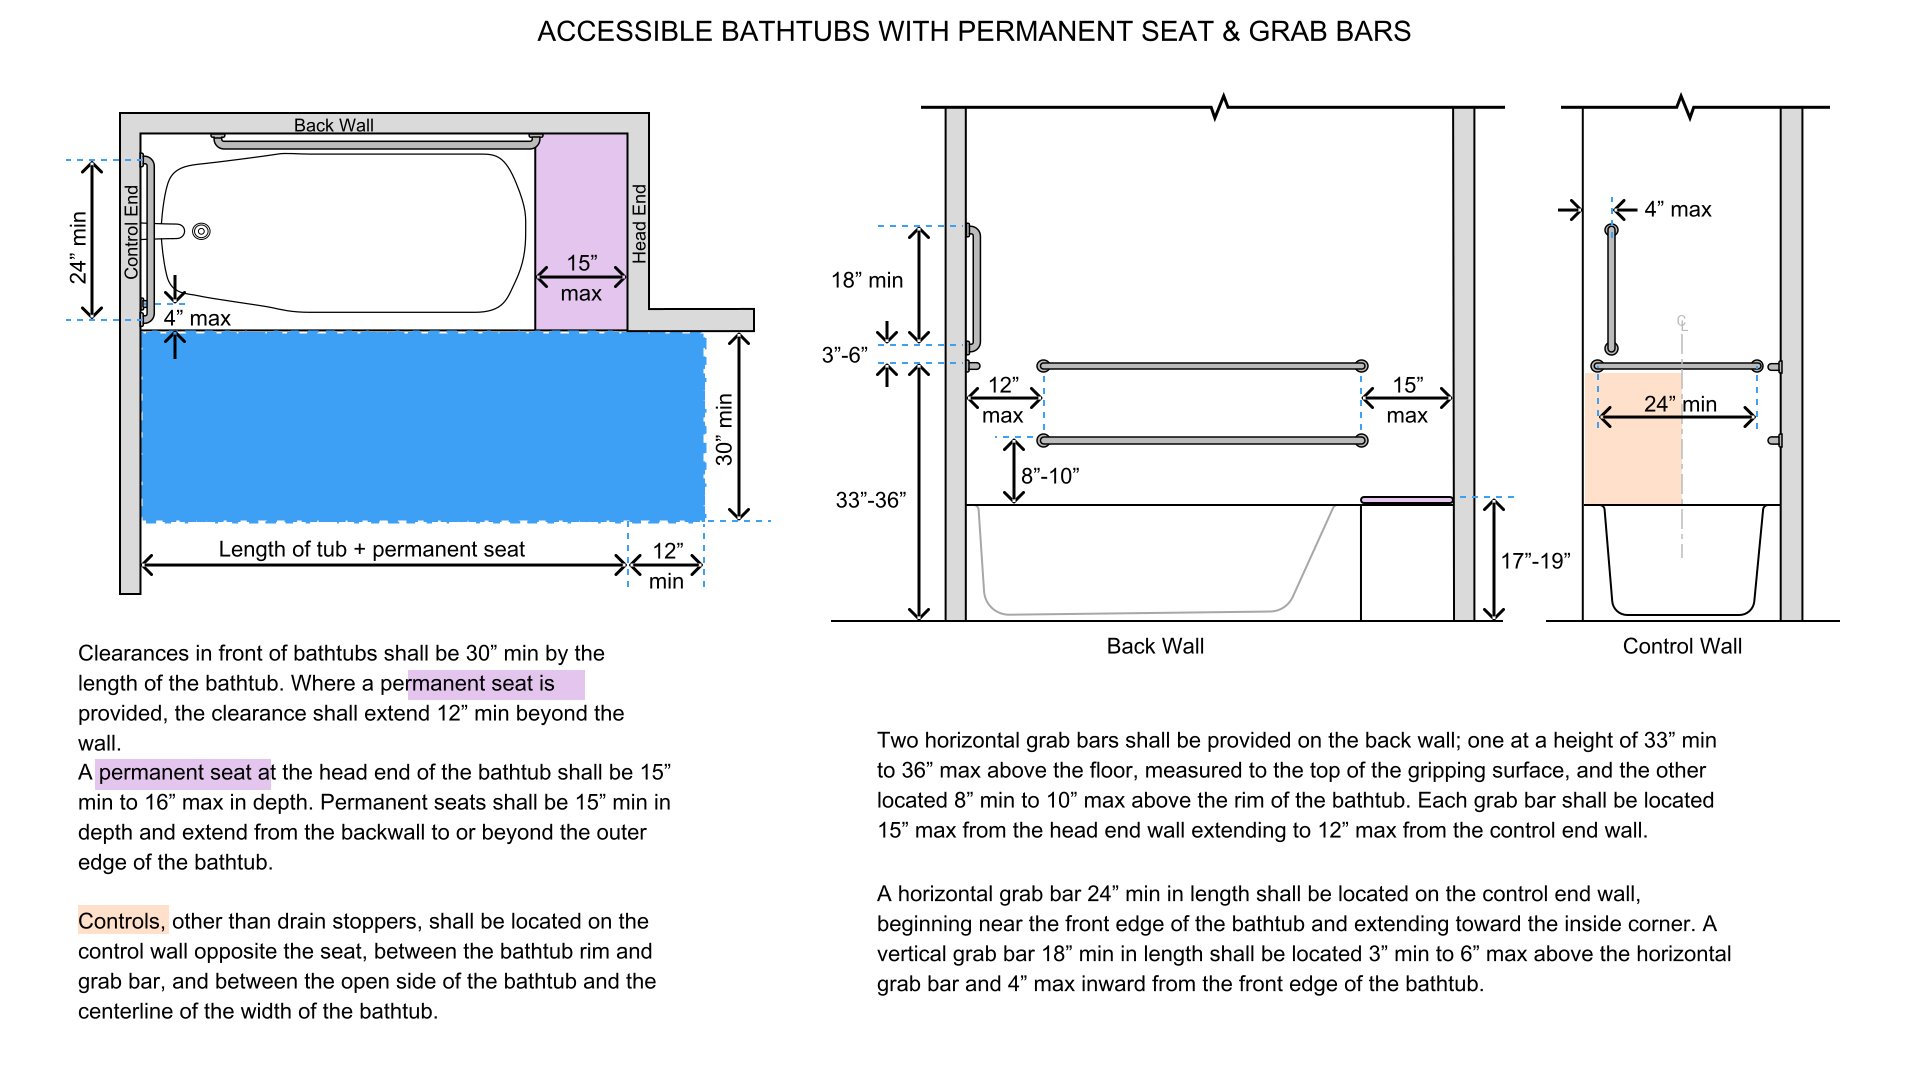 ACCESSIBLE BATHTUBS WITH PERMANENT SEAT & GRAB BARS
Back Wall
Control End
Head End
24” min
15”
max
4” max
30” min
Length of tub + permanent seat
12”
min
18” min
3”-6”
12”
max
15”
max
8”-10”
33”-36”
17”-19”
Back Wall
4” max
℄
24” min
Control Wall
Clearances in front of bathtubs shall be 30” min by the
length of the bathtub. Where a permanent seat is
provided, the clearance shall extend 12” min beyond the
wall.
A permanent seat at the head end of the bathtub shall be 15”
min to 16” max in depth. Permanent seats shall be 15” min in
depth and extend from the backwall to or beyond the outer
edge of the bathtub.
Controls, other than drain stoppers, shall be located on the
control wall opposite the seat, between the bathtub rim and
grab bar, and between the open side of the bathtub and the
centerline of the width of the bathtub.
Two horizontal grab bars shall be provided on the back wall; one at a height of 33” min
to 36” max above the floor, measured to the top of the gripping surface, and the other
located 8” min to 10” max above the rim of the bathtub. Each grab bar shall be located
15” max from the head end wall extending to 12” max from the control end wall.
A horizontal grab bar 24” min in length shall be located on the control end wall,
beginning near the front edge of the bathtub and extending toward the inside corner. A
vertical grab bar 18” min in length shall be located 3” min to 6” max above the horizontal
grab bar and 4” max inward from the front edge of the bathtub.